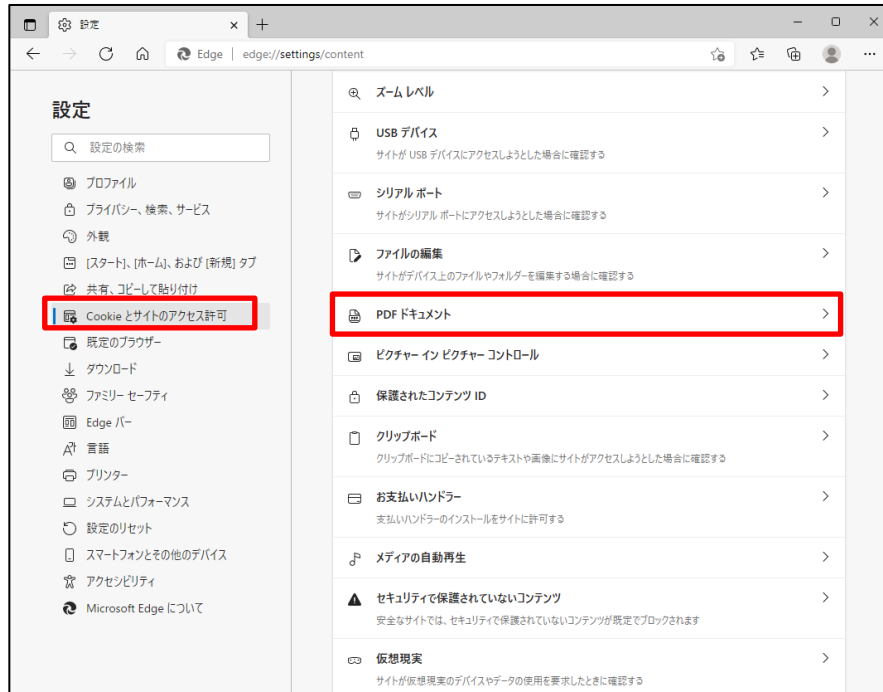 設定
Edge
edge://settings/content
設定
設定の検索
プロファイル
プライバシー、検索、サービス
外観
[スタート]、[ホーム]、および [新規] タブ
共有、コピーして貼り付け
Cookie とサイトのアクセス許可
既定のブラウザー
ダウンロード
ファミリー セーフティ
Edge バー
言語
プリンター
システムとパフォーマンス
設定のリセット
スマートフォンとその他のデバイス
アクセシビリティ
Microsoft Edge について
ズーム レベル
USB デバイス
サイトが USB デバイスにアクセスしようとした場合に確認する
シリアル ポート
サイトがシリアル ポートにアクセスしようとした場合に確認する
ファイルの編集
サイトがデバイス上のファイルやフォルダーを編集する場合に確認する
PDF ドキュメント
ピクチャー イン ピクチャー コントロール
保護されたコンテンツ ID
クリップボード
クリップボードにコピーされているテキストや画像にサイトがアクセスしようとした場合に確認する
お支払いハンドラー
支払いハンドラーのインストールをサイトに許可する
メディアの自動再生
セキュリティで保護されていないコンテンツ
安全なサイトでは、セキュリティで保護されていないコンテンツが既定でブロックされます
仮想現実
サイトが仮想現実のデバイスやデータの使用を要求したときに確認する